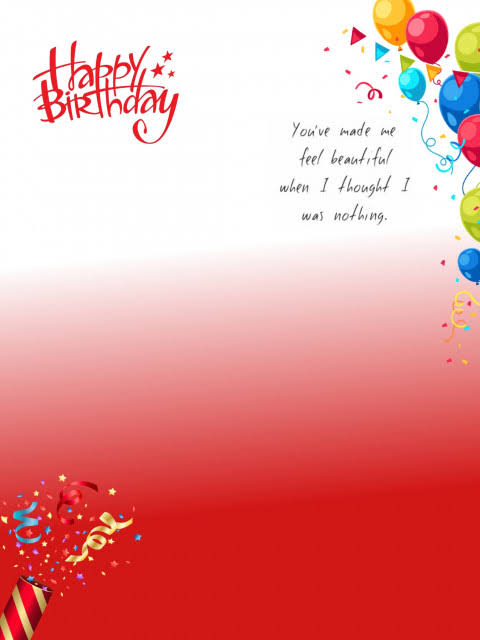 Happy
Birthday
You've made me
feel beautiful
when I thought I
was nothing.